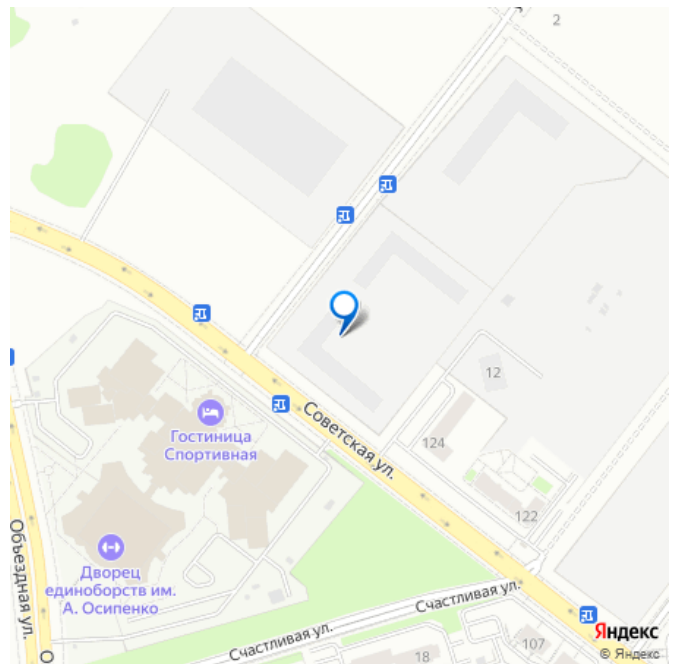 2
12
Советская ул.
Гостиница
Спортивная
124
122
Объездная ул.
Дворец
единоборств им.
А. Осипенко
О
Счастливая ул.
Счастливая ул.
107
18
Яндекс
© Яндекс